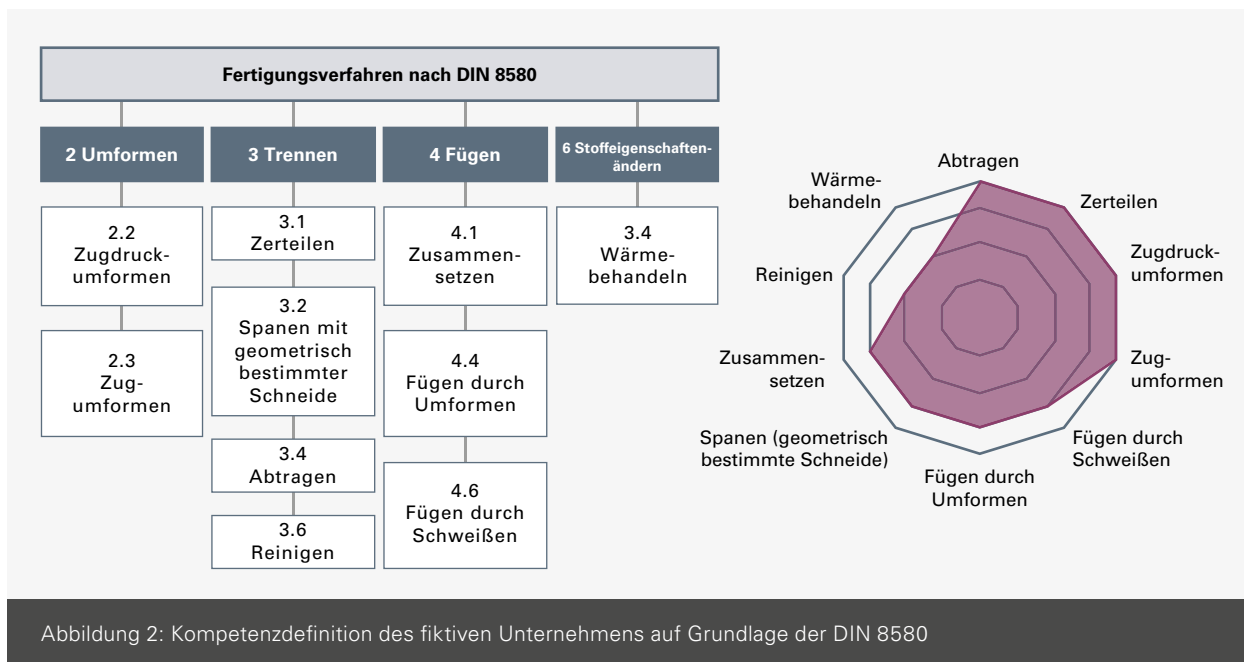 Fertigungsverfahren nach DIN 8580
2 Umformen
2.2
Zugdruck-
umformen
2.3
Zug-
umformen
3 Trennen
3.1
Zerteilen
3.2
Spanen mit
geometrisch
bestimmter
Schneide
3.4
Abtragen
3.6
Reinigen
4 Fügen
4.1
Zusammen-
setzen
4.4
Fügen durch
Umformen
4.6
Fügen durch
Schweißen
6 Stoffeigenschaften-
ändern
3.4
Wärme-
behandeln
Abtragen
Zerteilen
Zugdruck-
umformen
Zug-
umformen
Fügen durch
Schweißen
Fügen durch
Umformen
Spanen (geometrisch
bestimmte Schneide)
Zusammen-
setzen
Reinigen
Wärme-
behandeln
Abbildung 2: Kompetenzdefinition des fiktiven Unternehmens auf Grundlage der DIN 8580